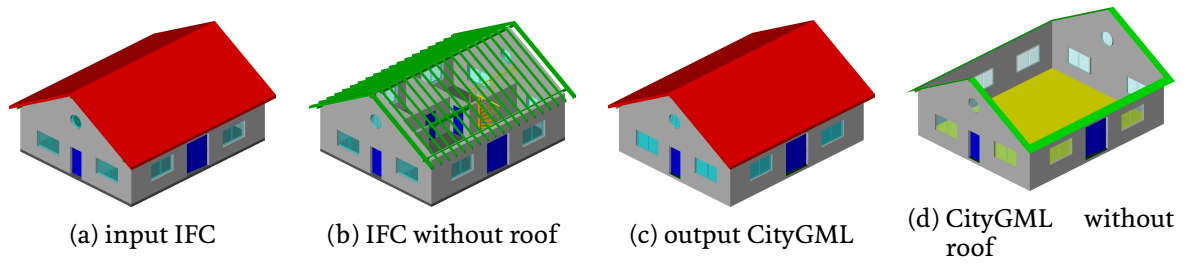 (a) input IFC
(b) IFC without roof
(c) output CityGML
(d) CityGML without
roof